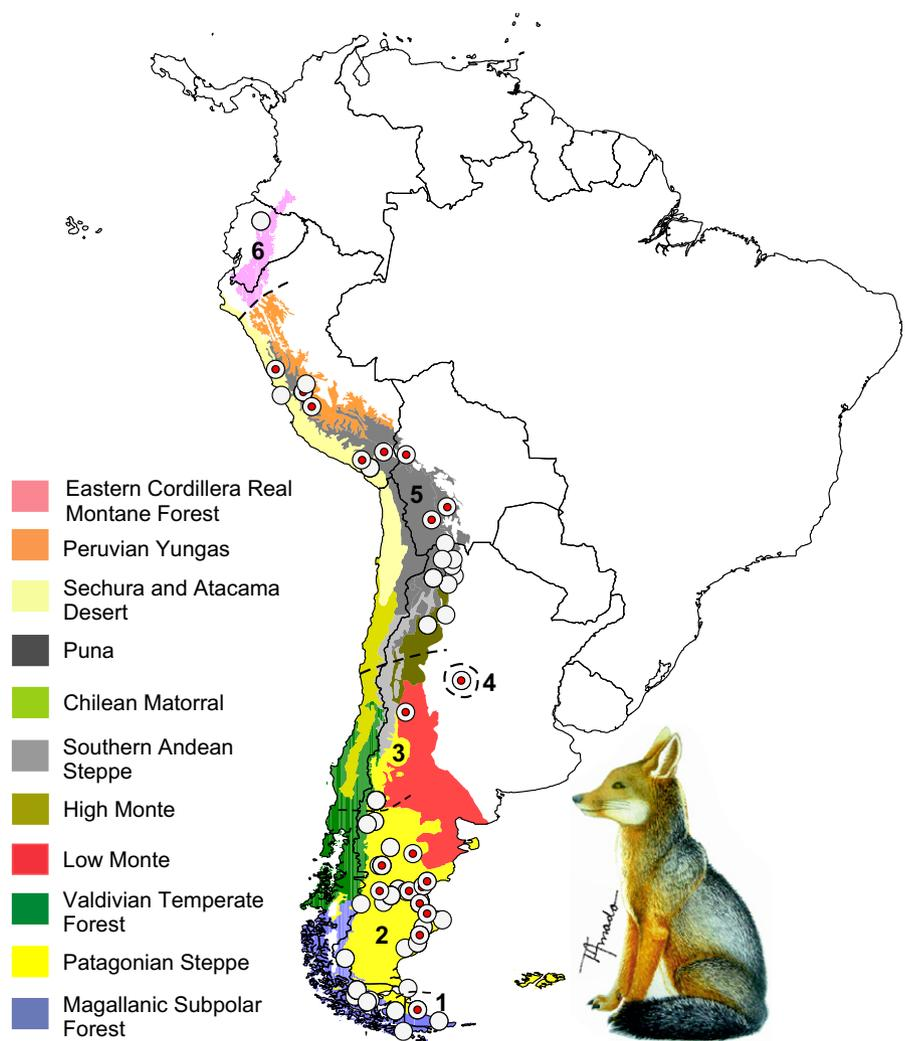 6
5
4
3
2
1
Eastern Cordillera Real
Montane Forest
Peruvian Yungas
Sechura and Atacama
Desert
Puna
Chilean Matorral
Southern Andean
Steppe
High Monte
Low Monte
Valdivian Temperate
Forest
Patagonian Steppe
Magallanic Subpolar
Forest